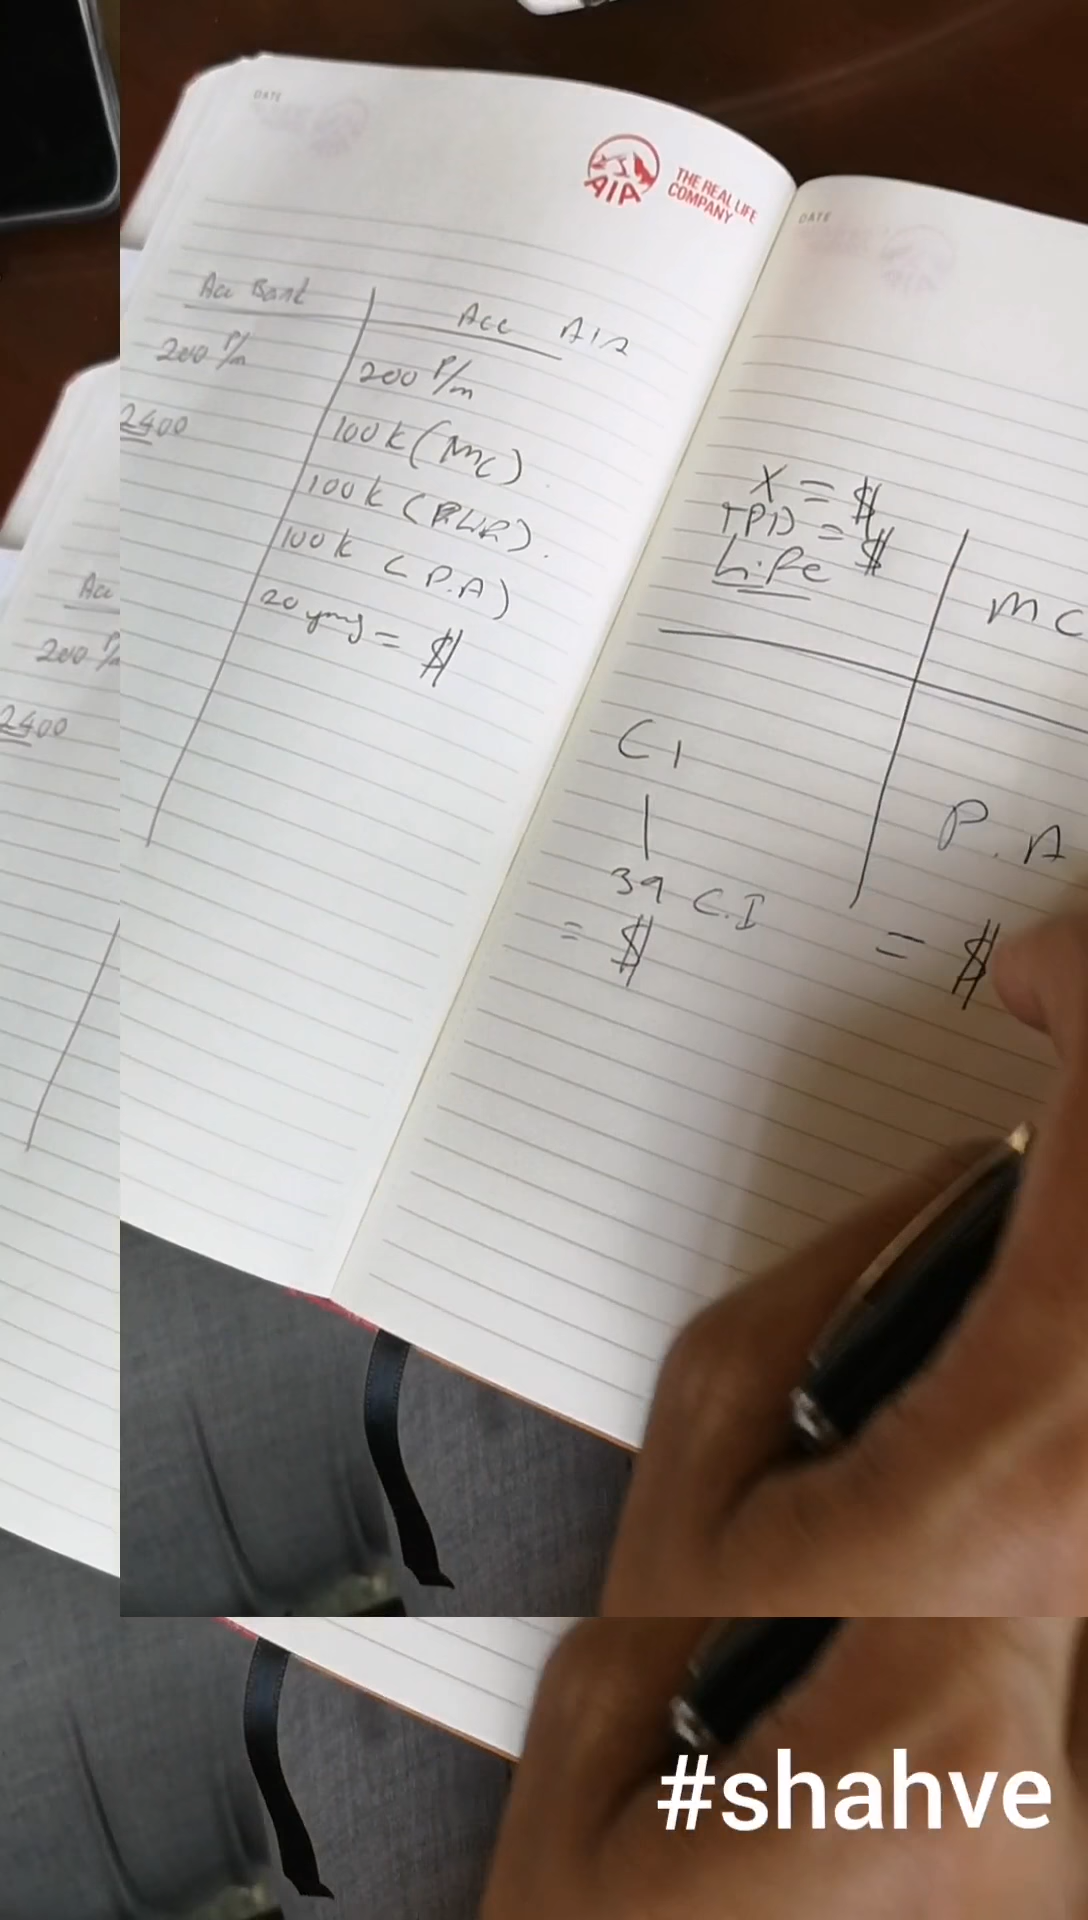 DATE
AIA
THE REAL LIFE
COMPANY
Acc Bank
200 P/m
2400
Acc AIA
200 P/m
100k (MC)
100k
100k (P.A)
20 yrs = $
DATE
X = $
TPD = $
Life
MC
CI
39 C.I
= $
P.A
= $
Acc
200 P/m
2400
#shahve